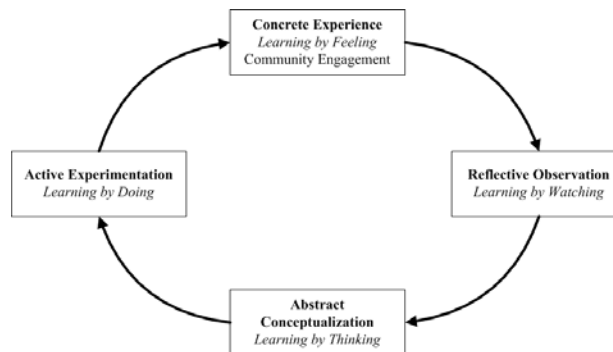 Concrete Experience
Learning by Feeling
Community Engagement
Active Experimentation
Learning by Doing
Reflective Observation
Learning by Watching
Abstract
Conceptualization
Learning by Thinking